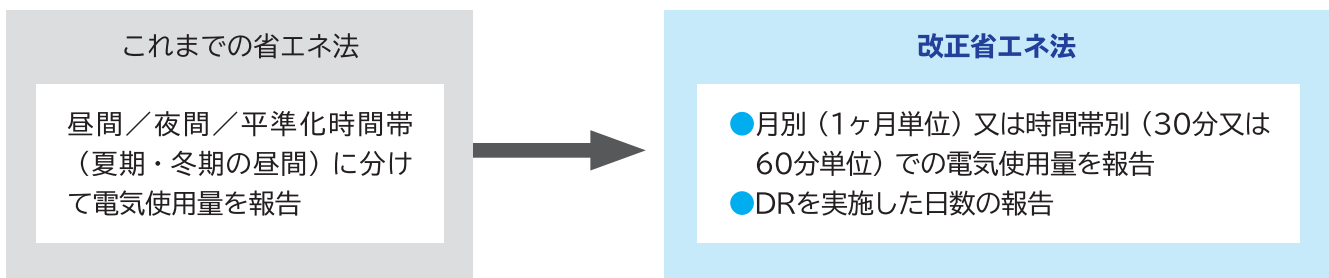 これまでの省エネ法
昼間／夜間／平準化時間帯
（夏期・冬期の昼間）に分け
て電気使用量を報告
改正省エネ法
●月別（1ヶ月単位）又は時間帯別（30分又は
60分単位）での電気使用量を報告
●DRを実施した日数の報告